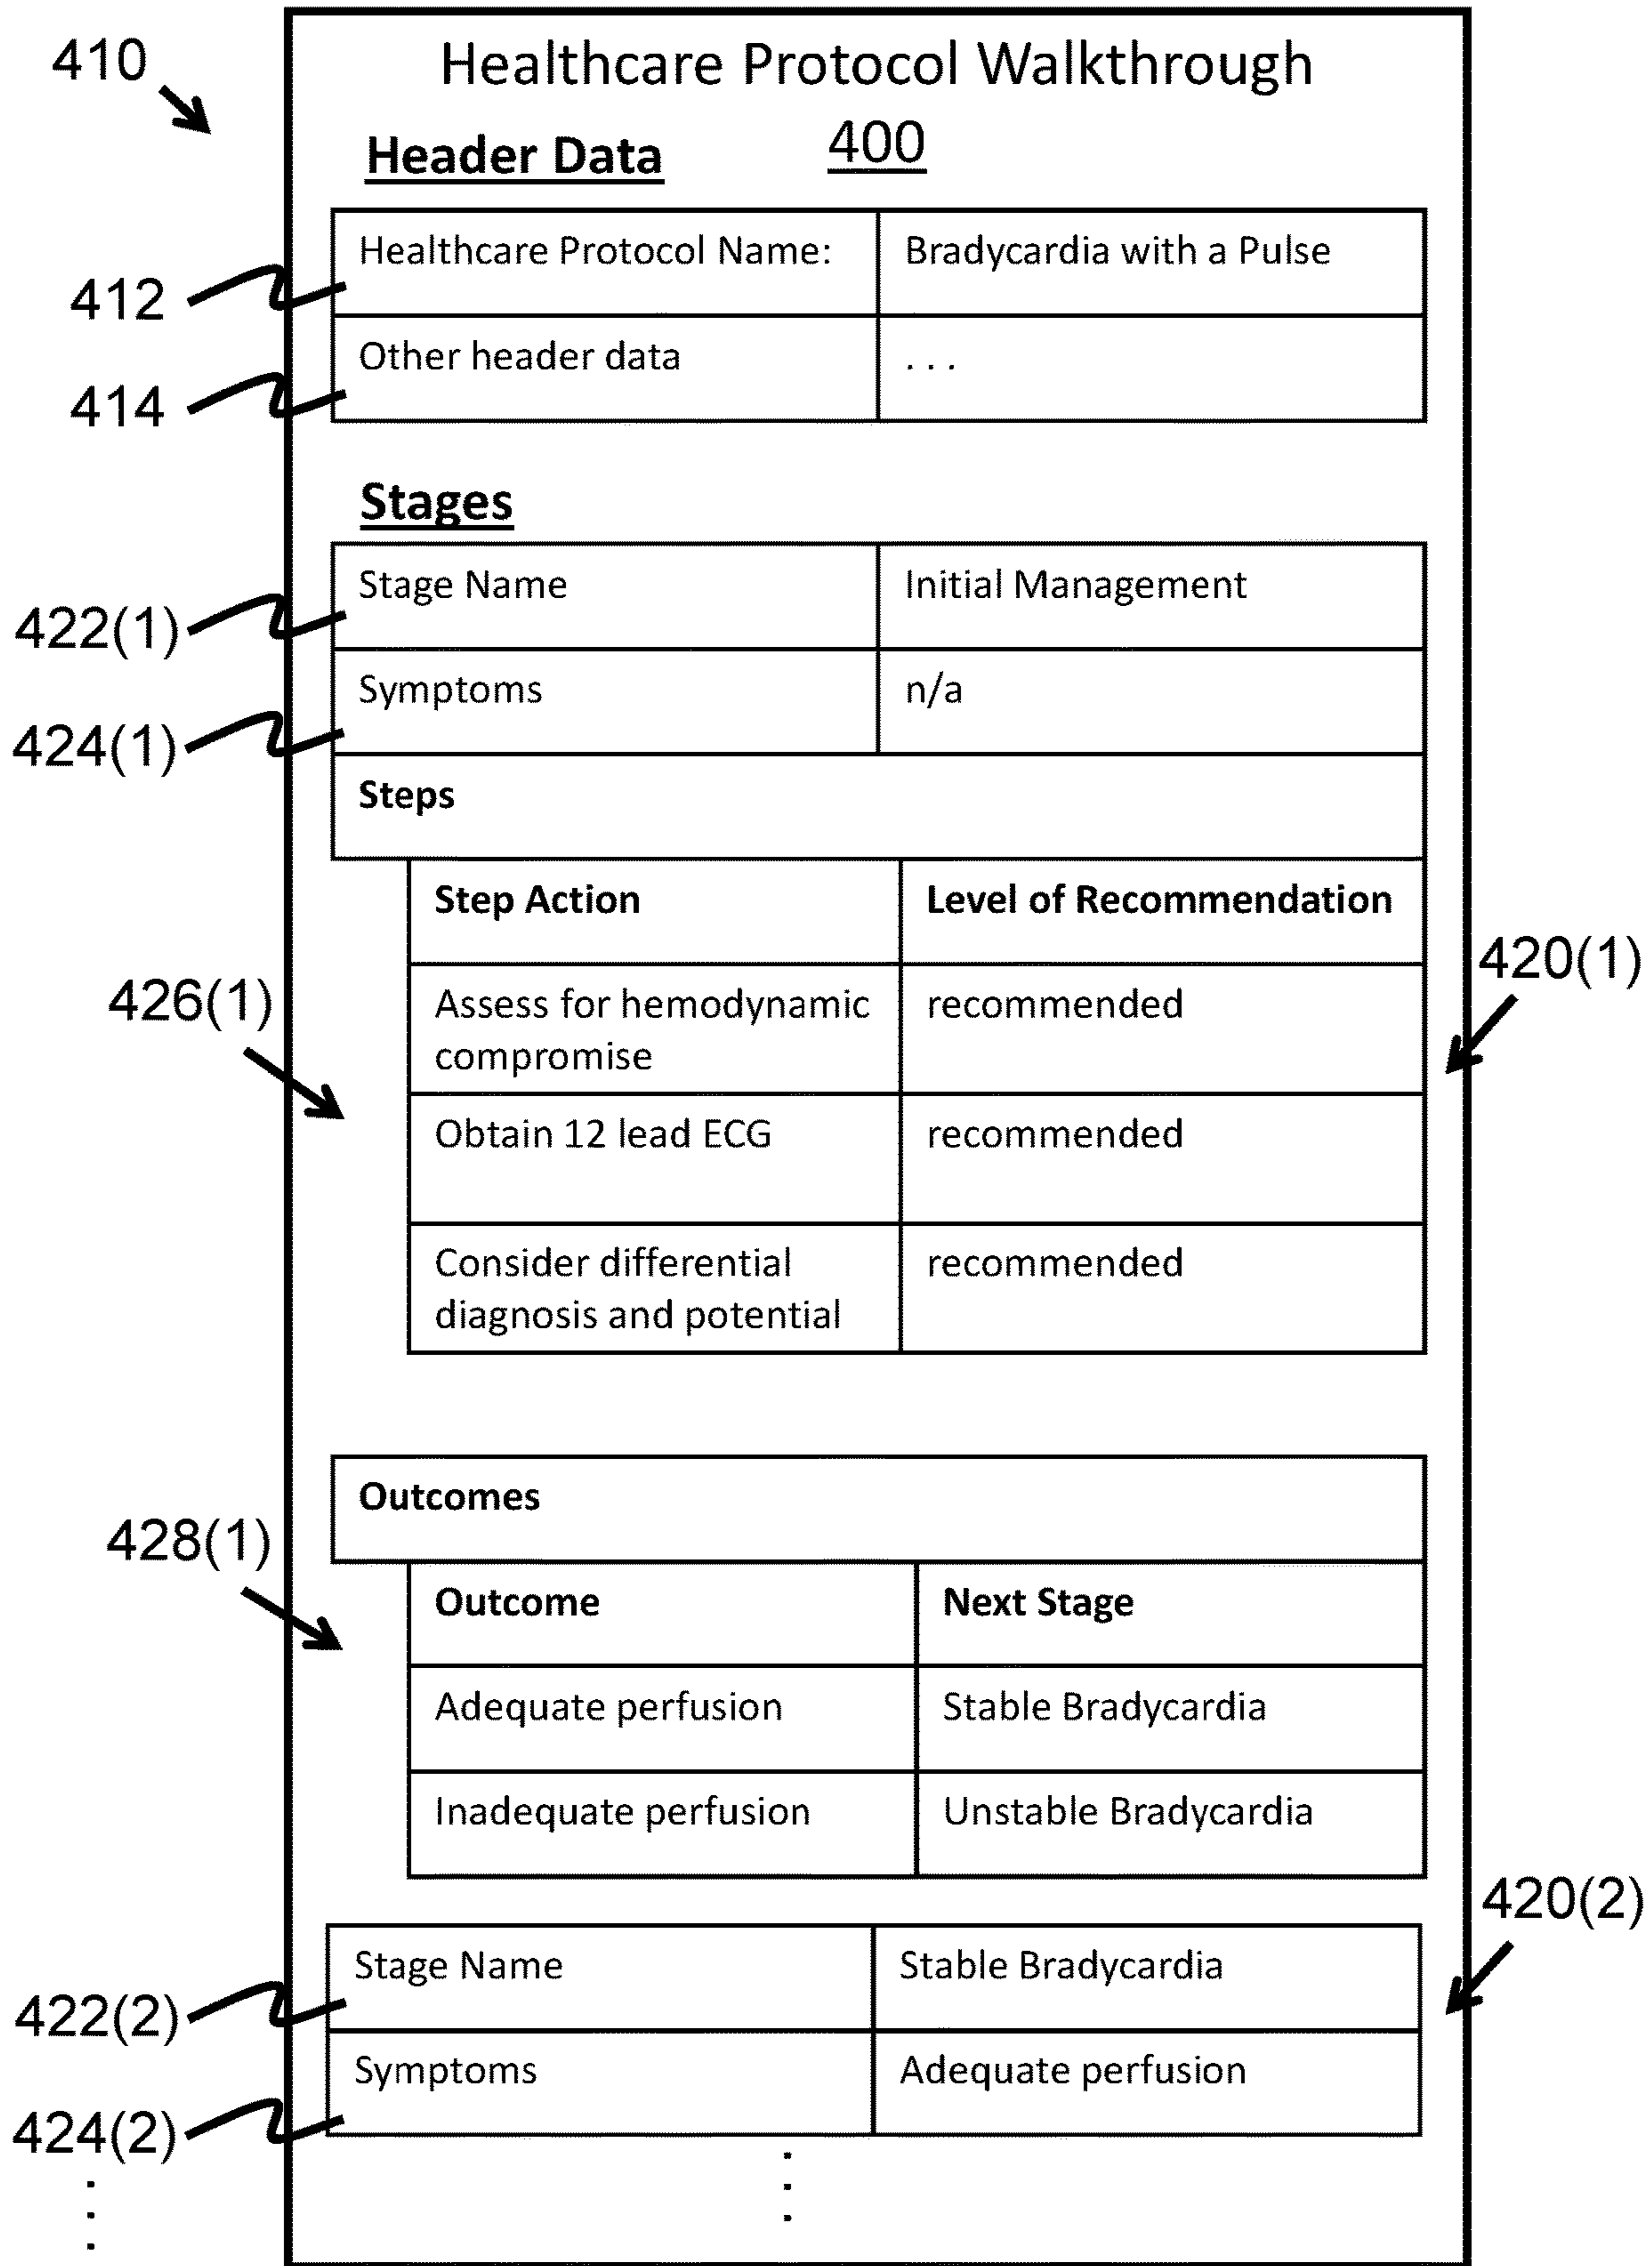 410
Healthcare Protocol Walkthrough
400
Header Data
412
Healthcare Protocol Name: Bradycardia with a Pulse
414
Other header data . . .
Stages
422(1)
Stage Name Initial Management
424(1)
Symptoms n/a
Steps
Step Action Level of Recommendation
420(1)
426(1)
Assess for hemodynamic recommended
compromise
Obtain 12 lead ECG recommended
Consider differential recommended
diagnosis and potential
Outcomes
428(1)
Outcome Next Stage
Adequate perfusion Stable Bradycardia
Inadequate perfusion Unstable Bradycardia
420(2)
Stage Name Stable Bradycardia
422(2)
Symptoms Adequate perfusion
424(2)